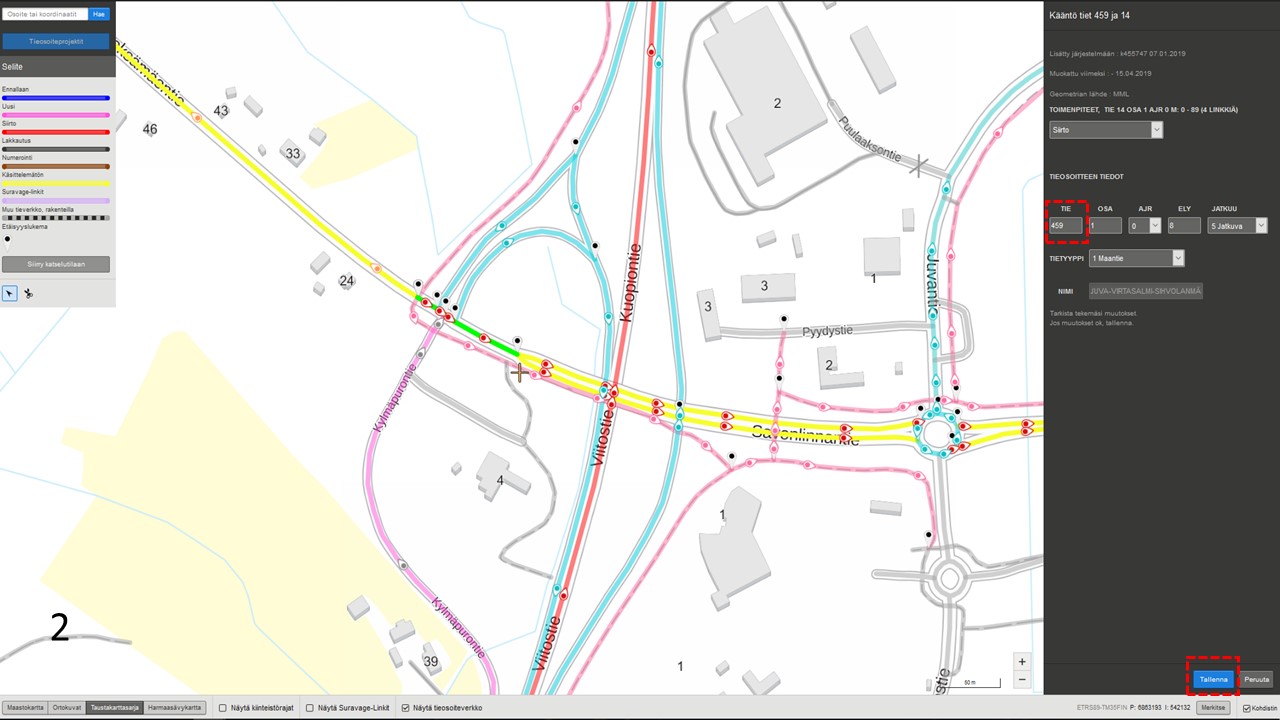 Osoite tai koordinaatit Hae
Tieosoiteprojektit
Selite
Ennallaan
Uusi
Siirto
Lakkautus
Numerointi
Käsittelemätön
Suravage-linkit
Muu tieverkko, rakenteilla
Etäisyyslukema
Siirry katselutilaan
43
46
33
24
2
Puulaaksontie
Kuopiontie
Juvantie
1
3
3
Pyydystie
2
Kylmäpurontie
Viitostie
Savonlinnantie
4
1
Kylmäpurontie
Viitostie
39
1
2
stie
50 m
+
−
Kääntö tiet 459 ja 14
Lisätty järjestelmään : k455747 07.01.2019
Muokattu viimeksi : - 15.04.2019
Geometrian lähde : MML
TOIMENPITEET, TIE 14 OSA 1 AJR 0 M: 0 - 89 (4 LINKKIÄ)
Siirto
TIEOSOITTEEN TIEDOT
TIE OSA AJR ELY JATKUU
459 1 0 8 5 Jatkuva
TIETYYPPI 1 Maantie
NIMI JUVA-VIRTASALMI-SIHVOLANMÄ
Tarkista tekemäsi muutokset.
Jos muutokset ok, tallenna.
Tallenna Peruuta
Maastokartta Ortokuvat Taustakarttasarja Harmaasävykartta Näytä kiinteistörajat Näytä Suravage-Linkit Näytä tieosoiteverkko ETRS89-TM35FIN P: 6863193 I: 542132 Merkitse Kohdistin